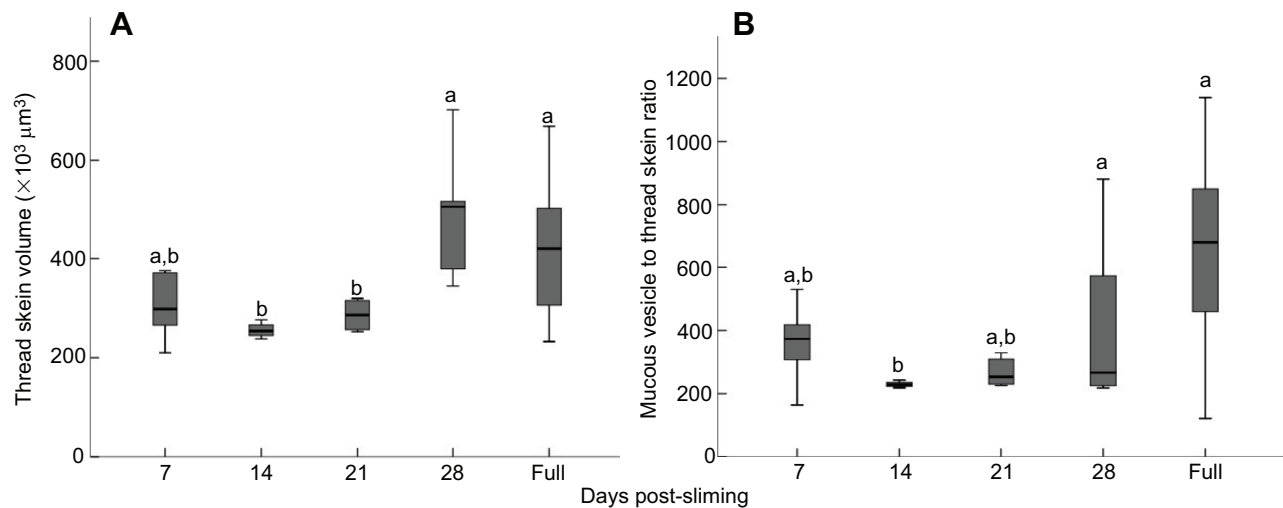 A
Thread skein volume (×10³ μm³)
800
600
400
200
0
a,b
b
b
a
a
7 14 21 28 Full
B
Mucous vesicle to thread skein ratio
1200
1000
800
600
400
200
0
a,b
b
a,b
a
a
7 14 21 28 Full
Days post-sliming